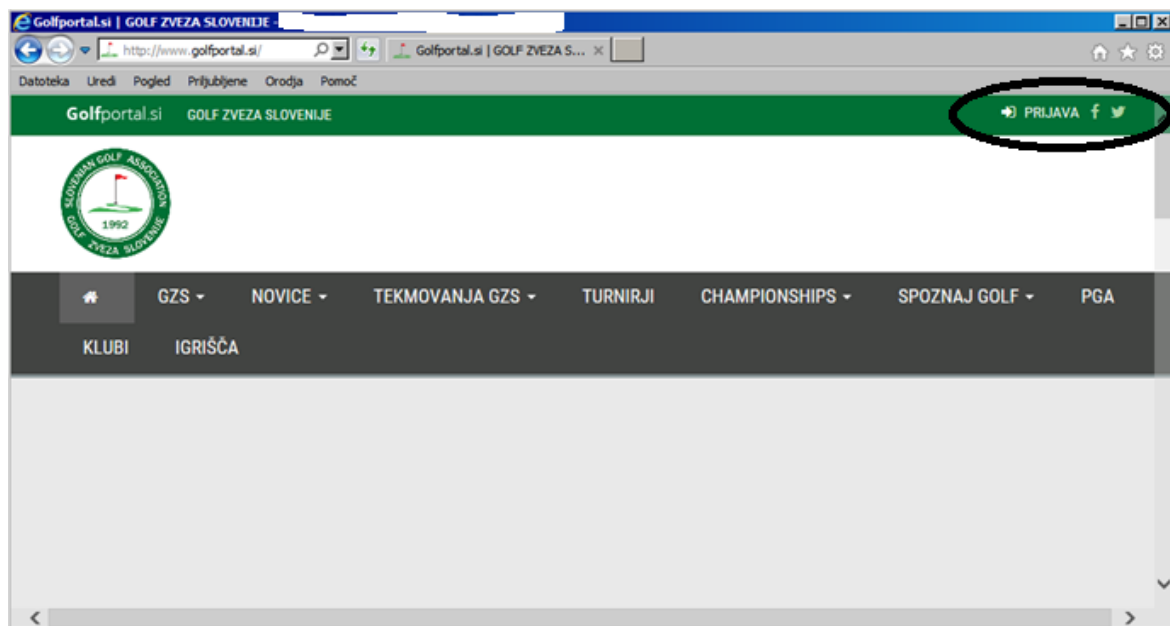 Golfportal.si | GOLF ZVEZA SLOVENIJE -
http://www.golfportal.si/
Golfportal.si | GOLF ZVEZA S...
Datoteka Uredi Pogled Priljubljene Orodja Pomoč
Golfportal.si GOLF ZVEZA SLOVENIJE PRIJAVA
SLOVENIAN GOLF ASSOCIATION
1992
GOLF ZVEZA SLOVENIJE
GZS NOVICE TEKMOVANJA GZS TURNIRJI CHAMPIONSHIPS SPOZNAJ GOLF PGA
KLUBI IGRIŠČA